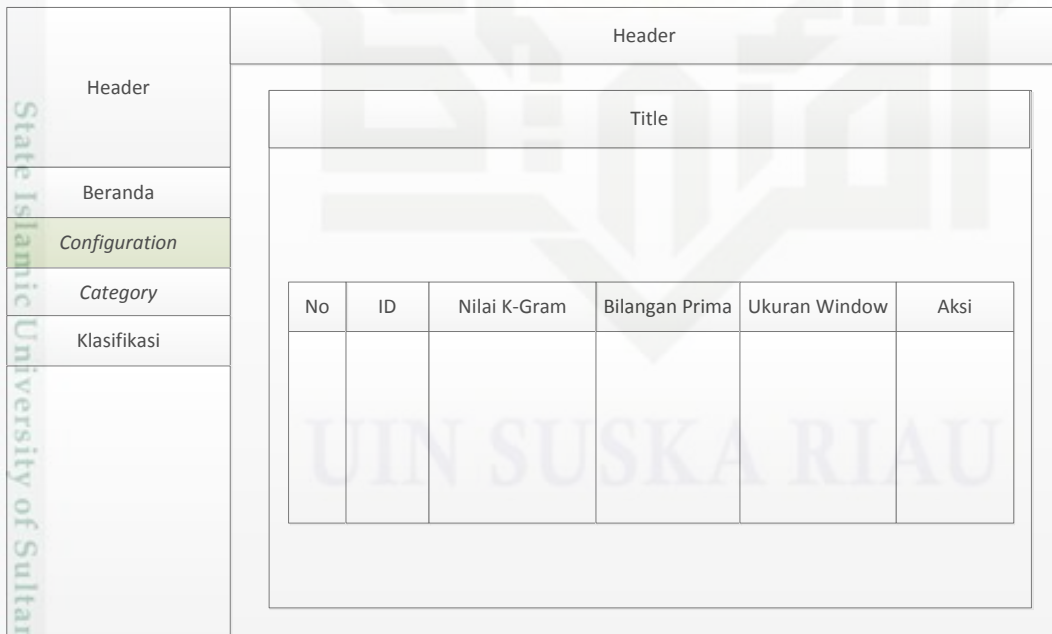 Header
Header
Title
Beranda
Configuration
Category
Klasifikasi
No ID Nilai K-Gram Bilangan Prima Ukuran Window Aksi
UIN SUSKA RIAU
State Islamic University of Sultan